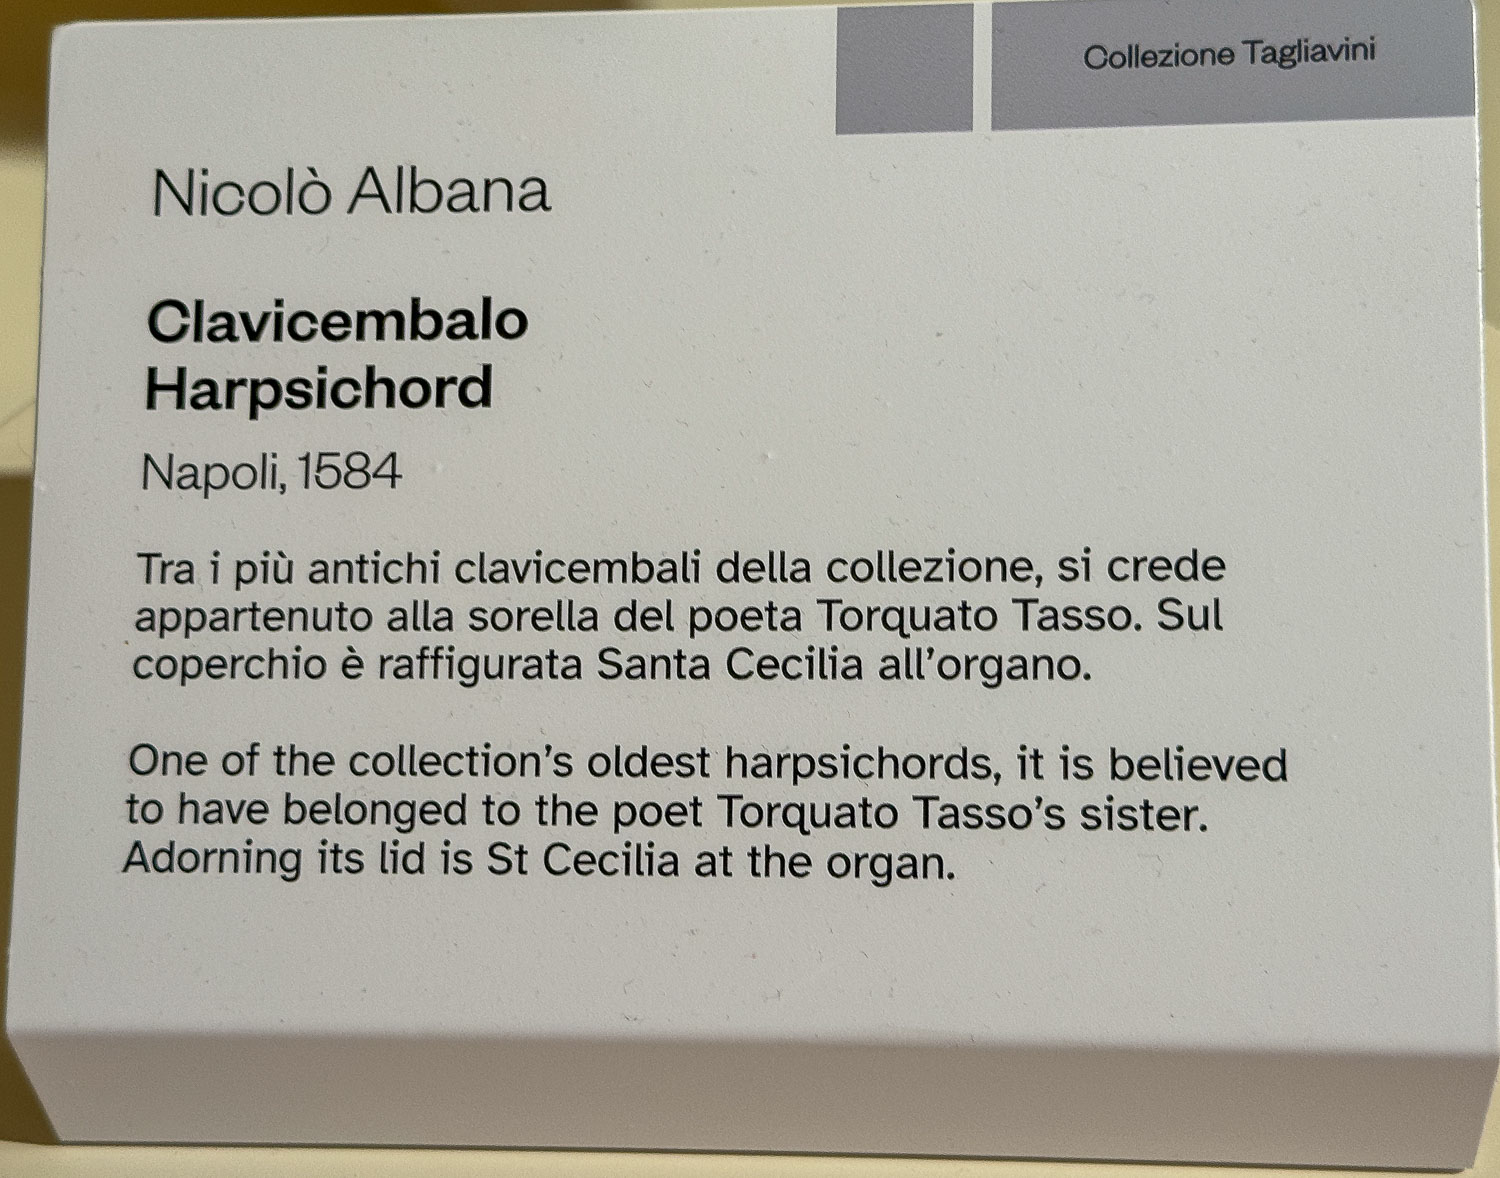 Collezione Tagliavini
Nicolò Albana
Clavicembalo
Harpsichord
Napoli, 1584
Tra i più antichi clavicembali della collezione, si crede
appartenuto alla sorella del poeta Torquato Tasso. Sul
coperchio è raffigurata Santa Cecilia all’organo.
One of the collection’s oldest harpsichords, it is believed
to have belonged to the poet Torquato Tasso’s sister.
Adorning its lid is St Cecilia at the organ.